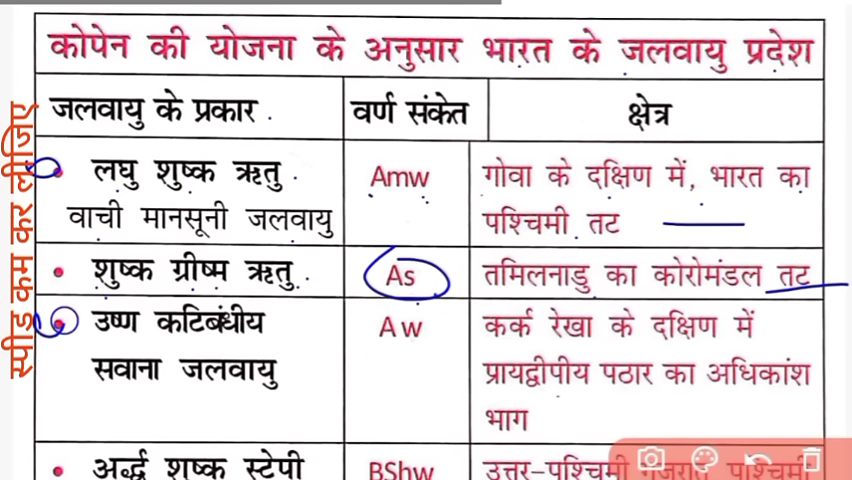 कोपेन की योजना के अनुसार भारत के जलवायु प्रदेश
जलवायु के प्रकार
वर्ण संकेत
क्षेत्र
• लघु शुष्क ऋतु
वाची मानसूनी जलवायु
Amw
गोवा के दक्षिण में, भारत का
पश्चिमी तट
• शुष्क ग्रीष्म ऋतु
As
तमिलनाडु का कोरोमंडल तट
• उष्ण कटिबंधीय
सवाना जलवायु
Aw
कर्क रेखा के दक्षिण में
प्रायद्वीपीय पठार का अधिकांश
भाग
• अर्द्ध शुष्क स्टेपी
BShw
उत्तर-पश्चिमी गुजरात पश्चिमी
स्पीड कम कर लीजिए